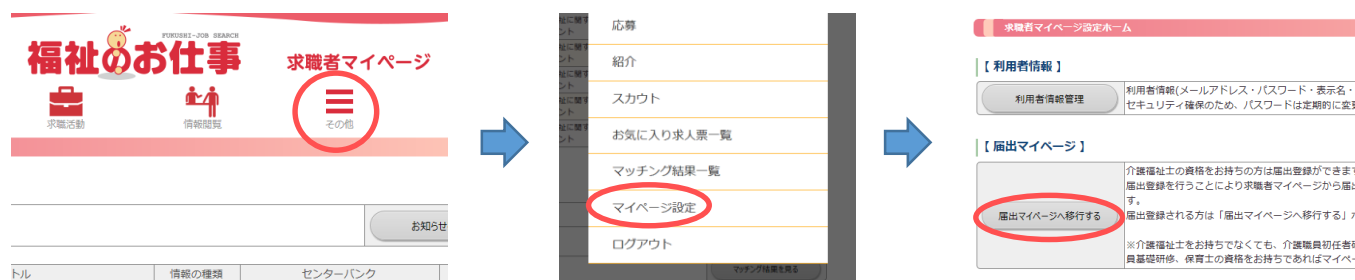 FUKUSHI-JOB SEARCH
福祉のお仕事
求職者マイページ
求職活動
情報閲覧
その他
お知らせ
トル
情報の種類
センターバンク
応募
紹介
スカウト
お気に入り求人票一覧
マッチング結果一覧
マイページ設定
ログアウト
マッチング結果を見る
求職者マイページ設定ホーム
【 利用者情報 】
利用者情報管理
利用者情報(メールアドレス・パスワード・表示名・
セキュリティ確保のため、パスワードは定期的に変
【 届出マイページ 】
届出マイページへ移行する
介護福祉士の資格をお持ちの方は届出登録ができます
届出登録を行うことにより求職者マイページから届出
す。
届出登録される方は「届出マイページへ移行する」ボ
※介護福祉士をお持ちでなくても、介護職員初任者研
員基礎研修、保育士の資格をお持ちであればマイペー